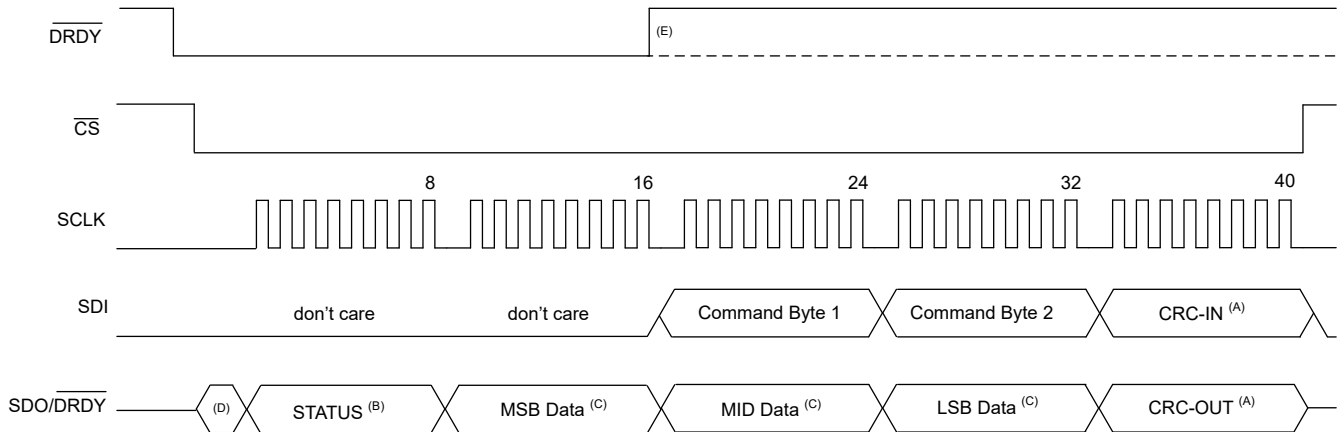 DRDY
(E)
CS
8 16 24 32 40
SCLK
SDI
don't care don't care Command Byte 1 Command Byte 2 CRC-IN (A)
SDO/DRDY
(D) STATUS (B) MSB Data (C) MID Data (C) LSB Data (C) CRC-OUT (A)